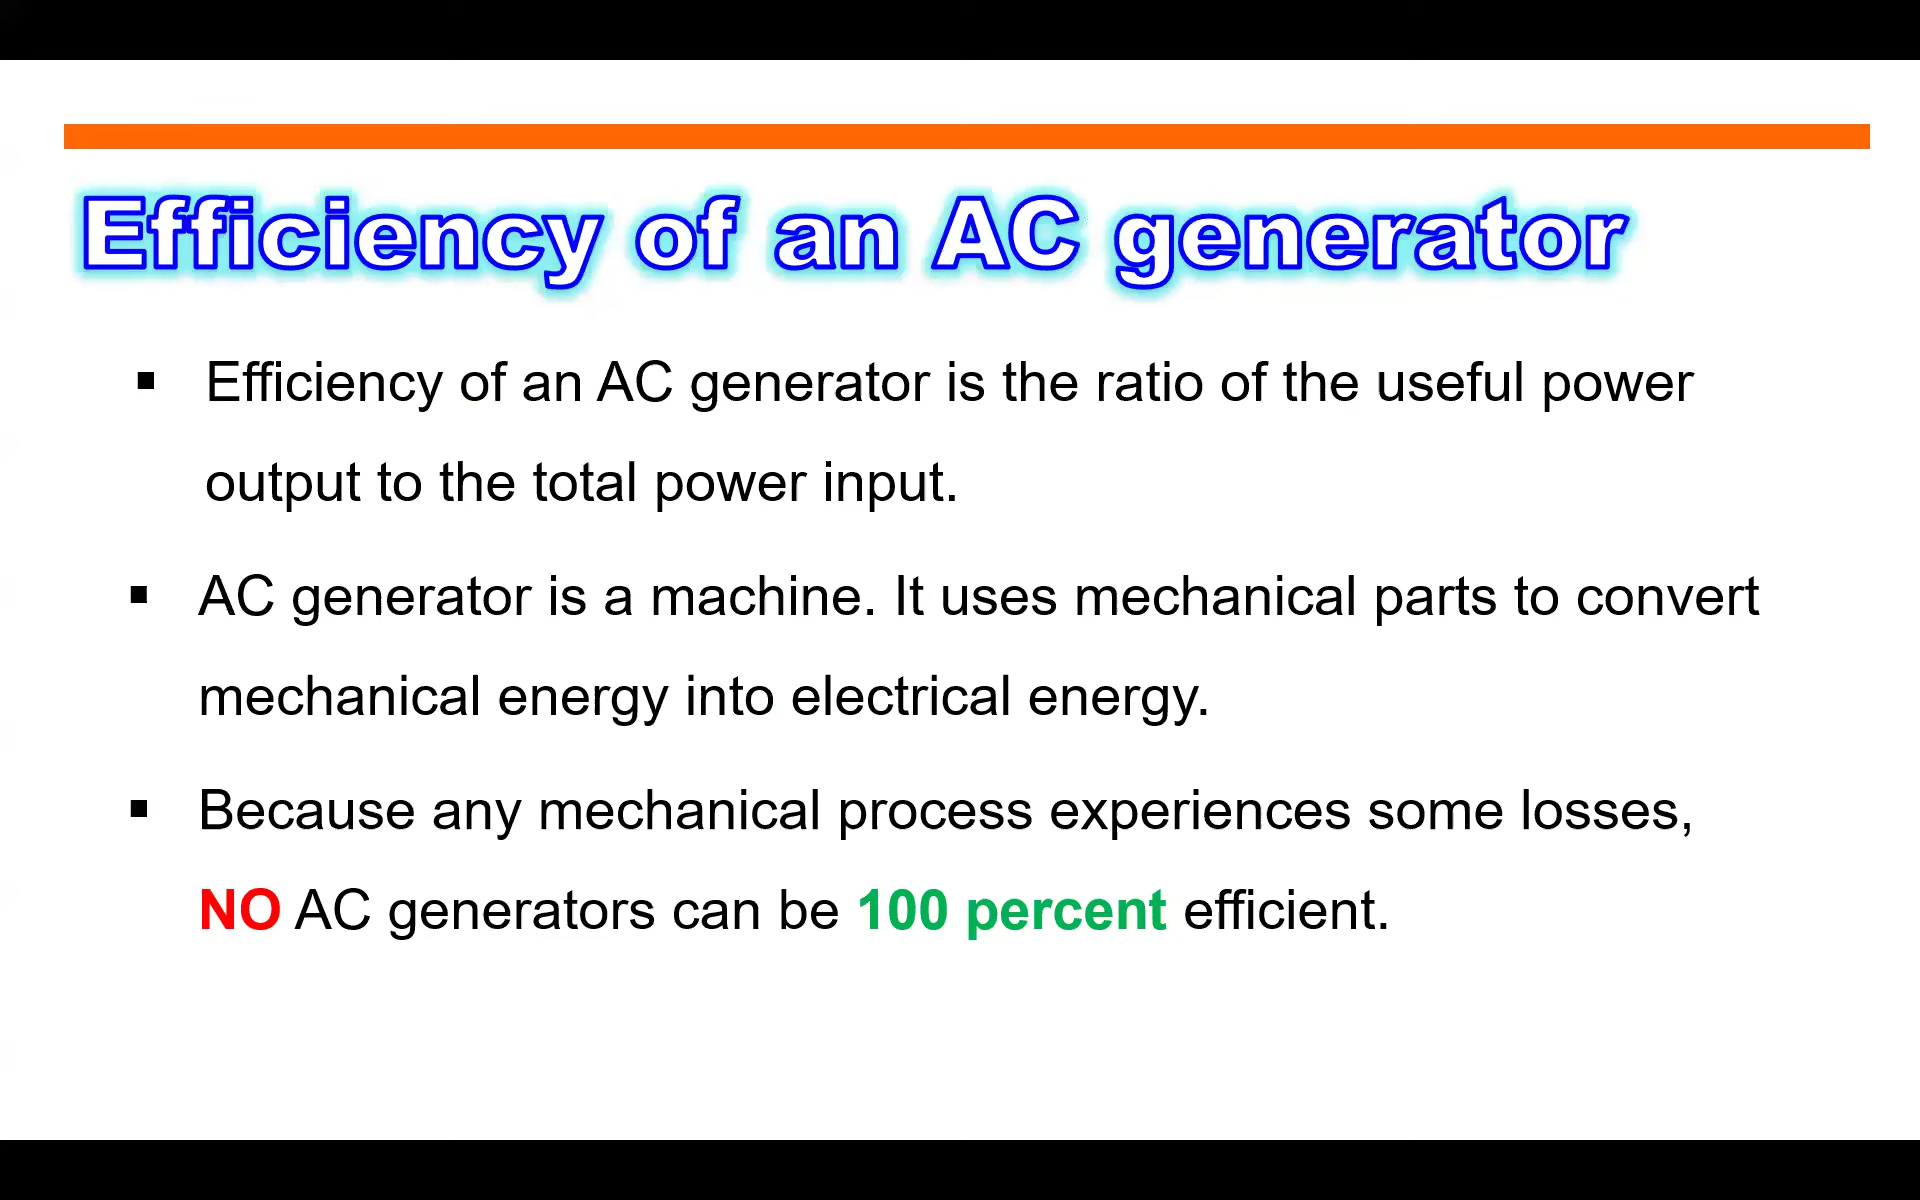 Efficiency of an AC generator
▪ Efficiency of an AC generator is the ratio of the useful power
output to the total power input.
▪ AC generator is a machine. It uses mechanical parts to convert
mechanical energy into electrical energy.
▪ Because any mechanical process experiences some losses,
NO AC generators can be 100 percent efficient.